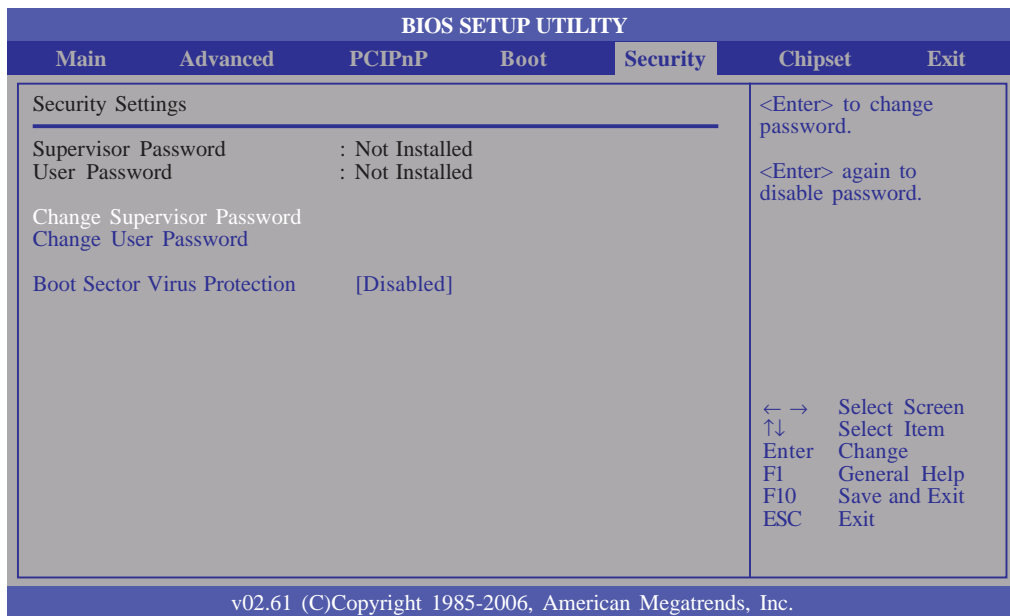 BIOS SETUP UTILITY
Main Advanced PCIPnP Boot Security Chipset Exit
Security Settings
Supervisor Password : Not Installed
User Password : Not Installed
Change Supervisor Password
Change User Password
Boot Sector Virus Protection [Disabled]
<Enter> to change
password.
<Enter> again to
disable password.
← → Select Screen
↑↓ Select Item
Enter Change
F1 General Help
F10 Save and Exit
ESC Exit
v02.61 (C)Copyright 1985-2006, American Megatrends, Inc.